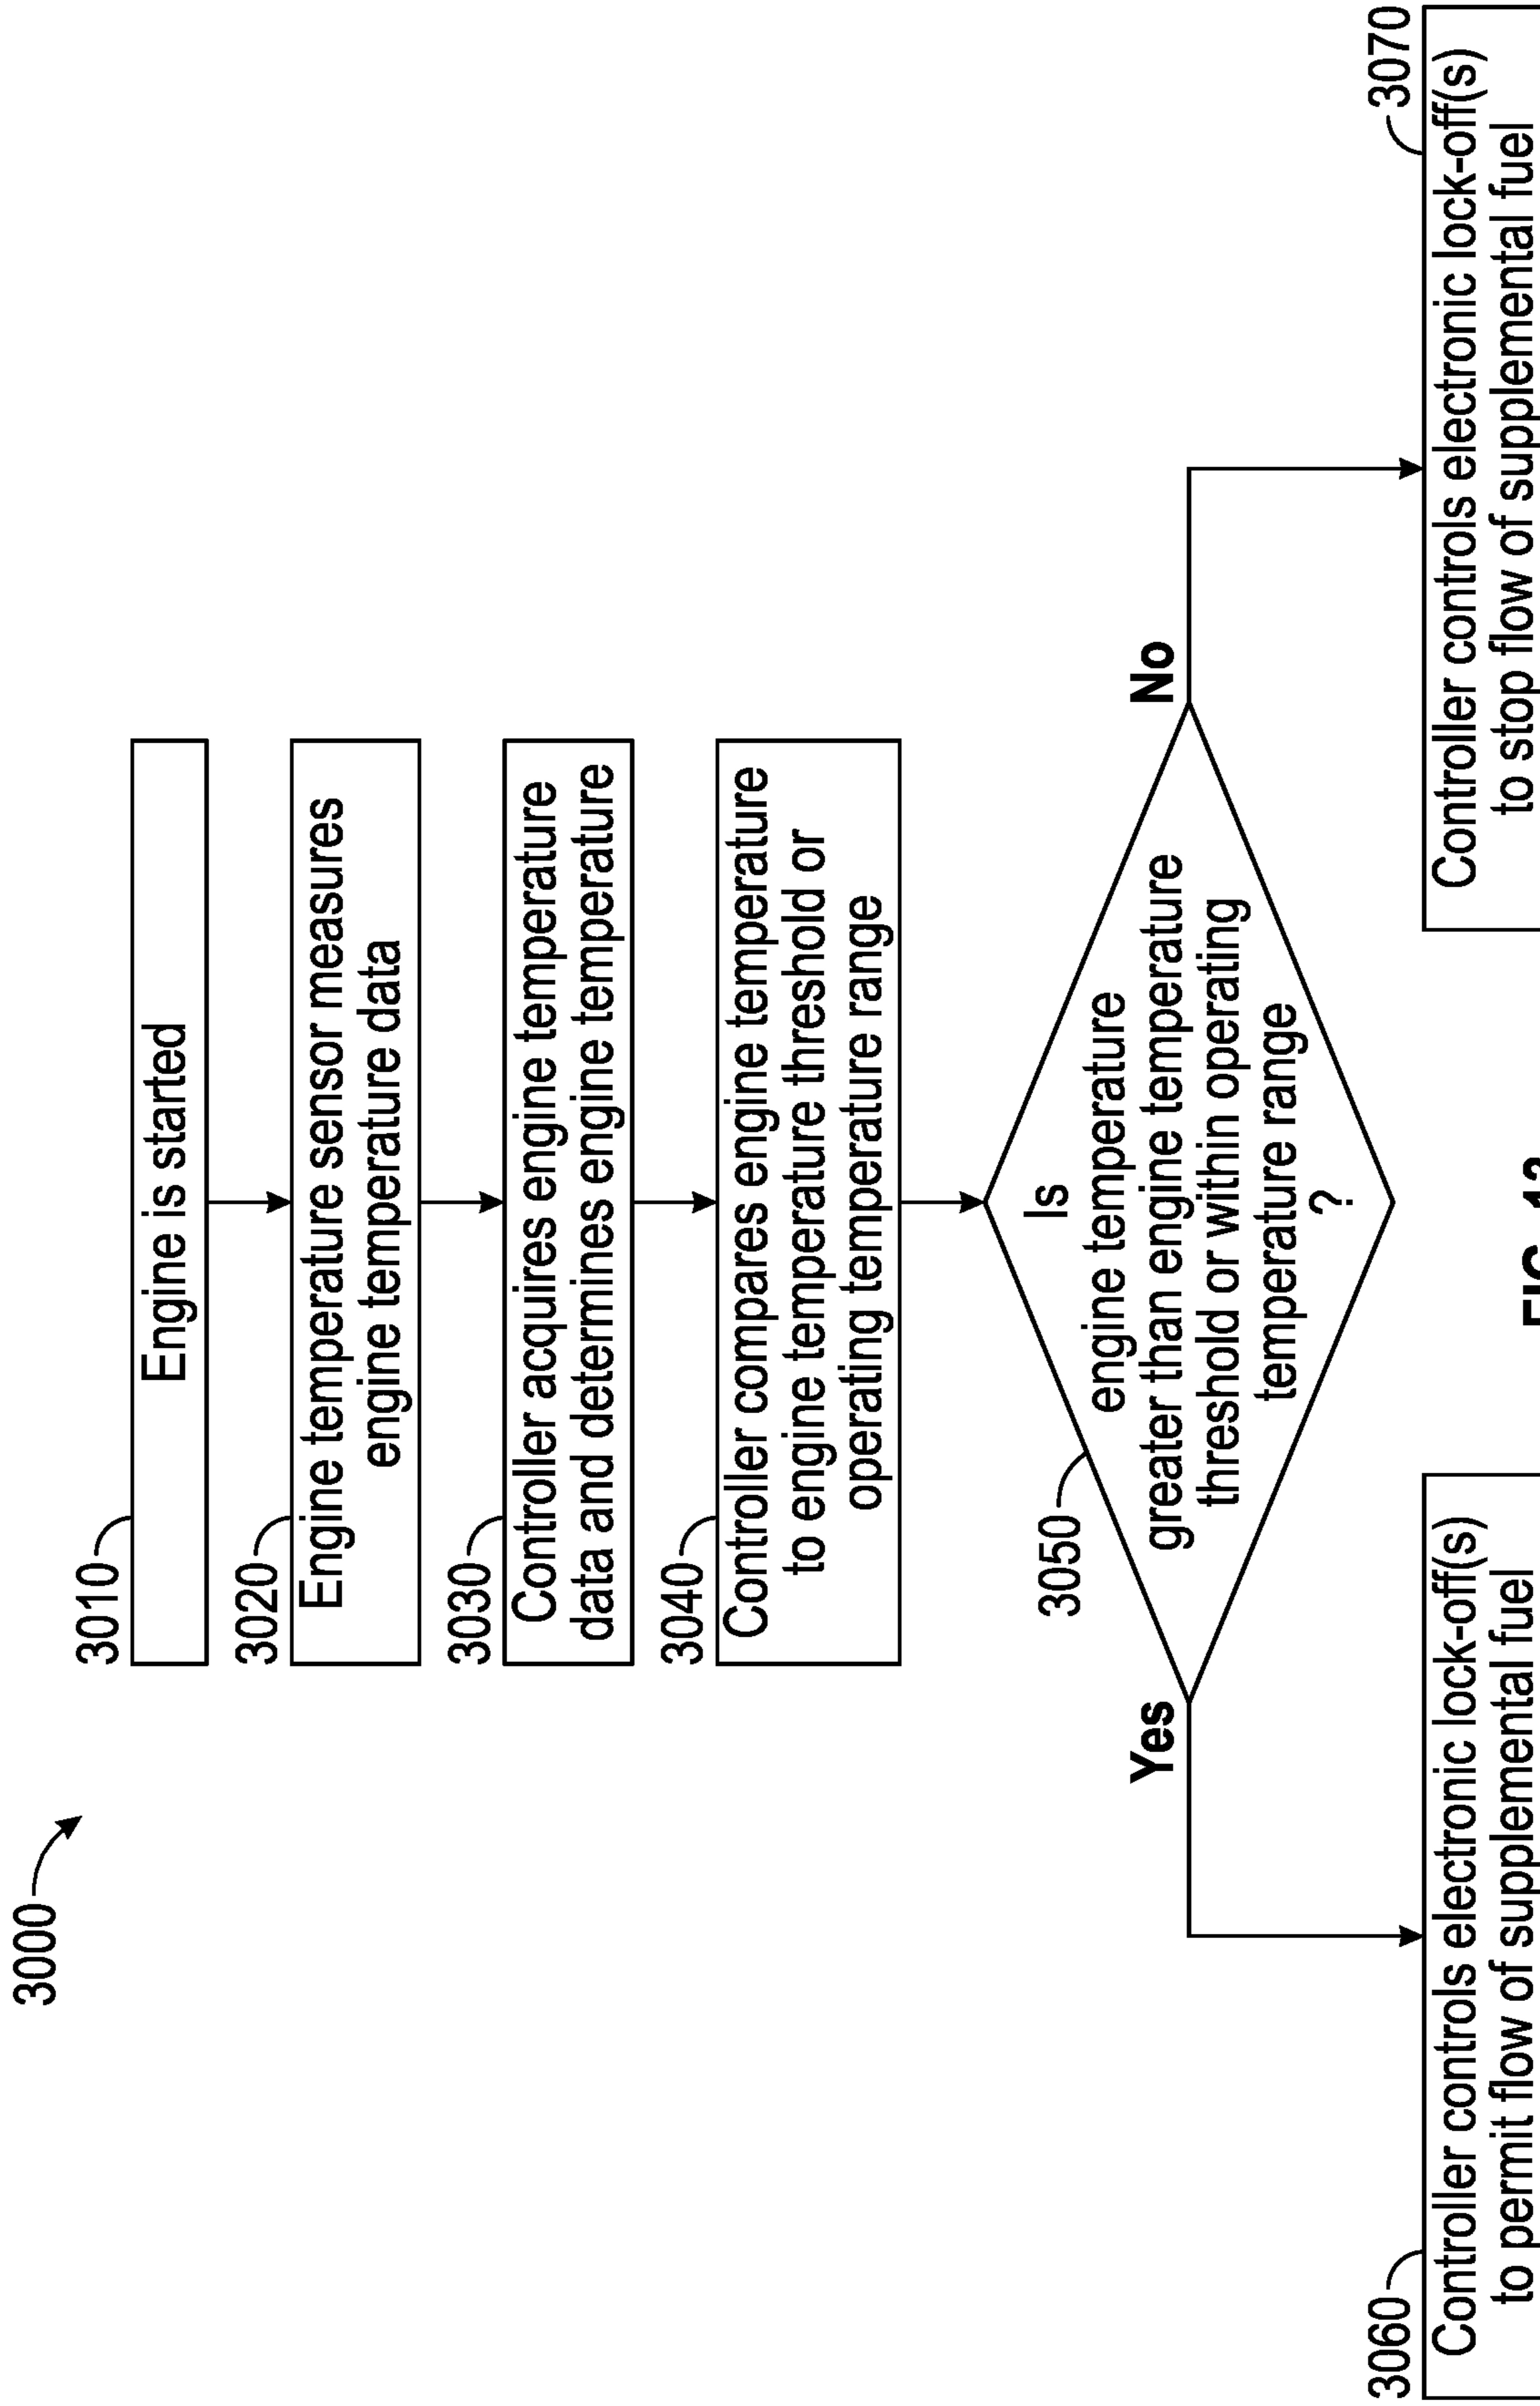 3000
3010
Engine is started
3020
Engine temperature sensor measures
engine temperature data
3030
Controller acquires engine temperature
data and determines engine temperature
3040
Controller compares engine temperature
to engine temperature threshold or
operating temperature range
3050
Is
engine temperature
greater than engine temperature
threshold or within operating
temperature range
?
Yes
No
3060
Controller controls electronic lock-off(s)
to permit flow of supplemental fuel
3070
Controller controls electronic lock-off(s)
to stop flow of supplemental fuel